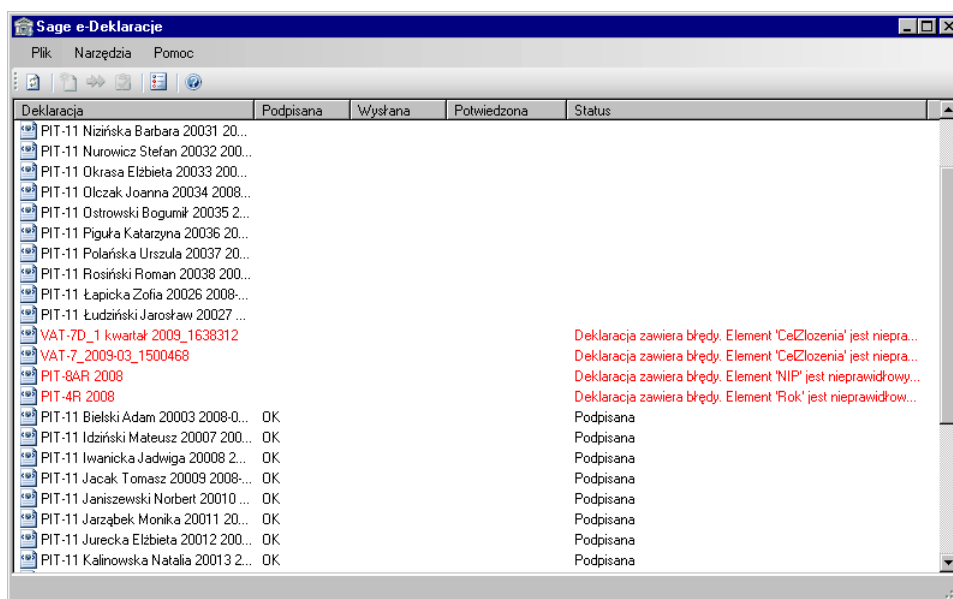 Sage e-Deklaracje
Plik Narzędzia Pomoc
Deklaracja Podpisana Wysłana Potwiedzona Status
PIT-11 Nizińska Barbara 20031 20...
PIT-11 Nurowicz Stefan 20032 200...
PIT-11 Okrasa Elżbieta 20033 200...
PIT-11 Olczak Joanna 20034 2008...
PIT-11 Ostrowski Bogumił 20035 2...
PIT-11 Piguła Katarzyna 20036 20...
PIT-11 Polańska Urszula 20037 20...
PIT-11 Rosiński Roman 20038 200...
PIT-11 Łapicka Zofia 20026 2008-...
PIT-11 Łudziński Jarosław 20027 ...
VAT-7D_1 kwartał 2009_1638312 Deklaracja zawiera błędy. Element 'CelZlozenia' jest niepra...
VAT-7_2009-03_1500468 Deklaracja zawiera błędy. Element 'CelZlozenia' jest niepra...
PIT-8AR 2008 Deklaracja zawiera błędy. Element 'NIP' jest nieprawidłowy...
PIT-4R 2008 Deklaracja zawiera błędy. Element 'Rok' jest nieprawidłow...
PIT-11 Bielski Adam 20003 2008-0... OK Podpisana
PIT-11 Idziński Mateusz 20007 200... OK Podpisana
PIT-11 Iwanicka Jadwiga 20008 2... OK Podpisana
PIT-11 Jacak Tomasz 20009 2008-... OK Podpisana
PIT-11 Janiszewski Norbert 20010 ... OK Podpisana
PIT-11 Jarząbek Monika 20011 20... OK Podpisana
PIT-11 Jurecka Elżbieta 20012 200... OK Podpisana
PIT-11 Kalinowska Natalia 20013 2... OK Podpisana